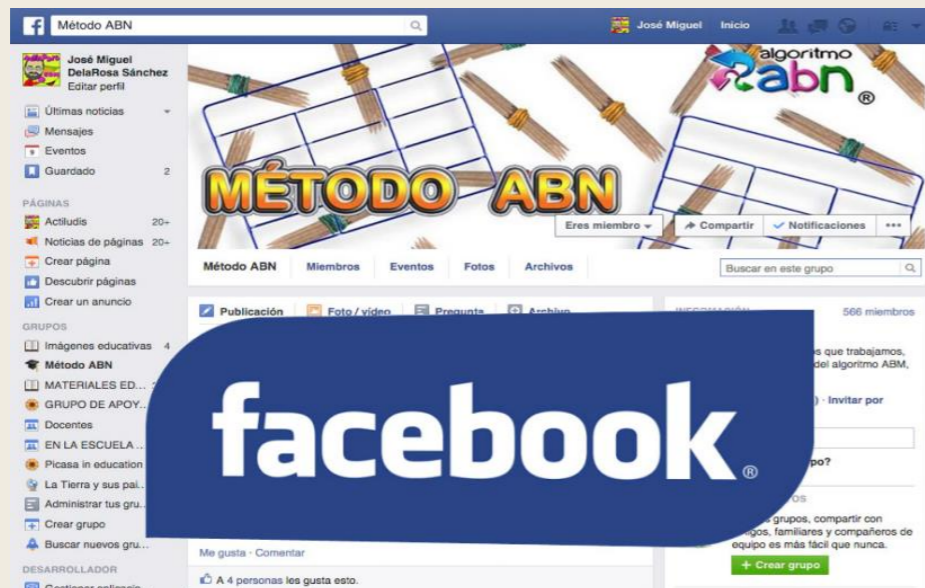 Método ABN
José Miguel Inicio
José Miguel
DelaRosa Sánchez
Editar perfil
Últimas noticias
Mensajes
Eventos
Guardado 2
PÁGINAS
Actiludis 20+
Noticias de páginas 20+
Crear página
Descubrir páginas
Crear un anuncio
GRUPOS
Imágenes educativas 4
Método ABN
MATERIALES ED...
GRUPO DE APOY...
Docentes
EN LA ESCUELA...
Picasa in education
La Tierra y sus paí...
Administrar tus gru...
Crear grupo
Buscar nuevos gru...
DESARROLLADOR
algoritmo
abn ®
MÉTODO ABN
Eres miembro Compartir Notificaciones
Método ABN Miembros Eventos Fotos Archivos
Buscar en este grupo
Publicación Foto / vídeo Pregunta Archivo
INFORMACIÓN 566 miembros
os que trabajamos,
del algoritmo ABM,
Invitar por
po?
facebook ®
grupos, compartir con
familiares y compañeros de
equipo es más fácil que nunca.
+ Crear grupo
Me gusta · Comentar
A 4 personas les gusta esto.